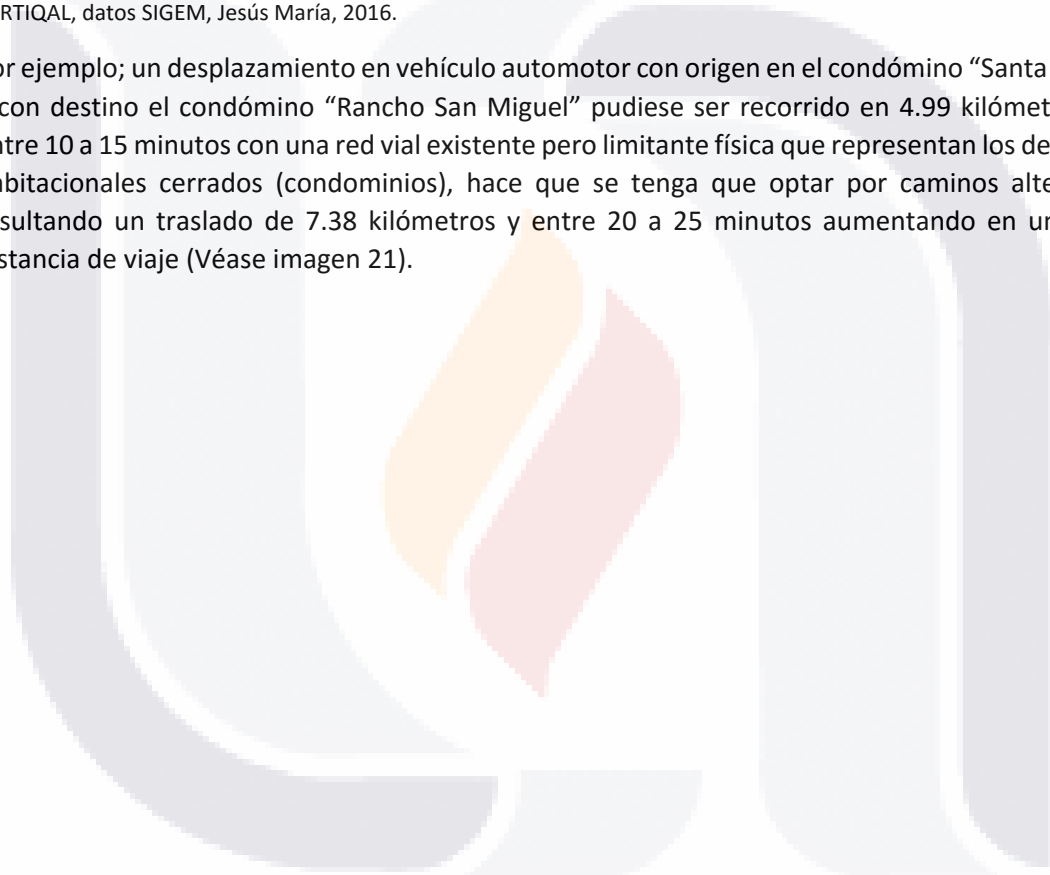 RTIQAL, datos SIGEM, Jesús María, 2016.
or ejemplo; un desplazamiento en vehículo automotor con origen en el condómino “Santa
con destino el condómino “Rancho San Miguel” pudiese ser recorrido en 4.99 kilómet
ntre 10 a 15 minutos con una red vial existente pero limitante física que representan los de
abitacionales cerrados (condominios), hace que se tenga que optar por caminos alte
sultando un traslado de 7.38 kilómetros y entre 20 a 25 minutos aumentando en un
stancia de viaje (Véase imagen 21).